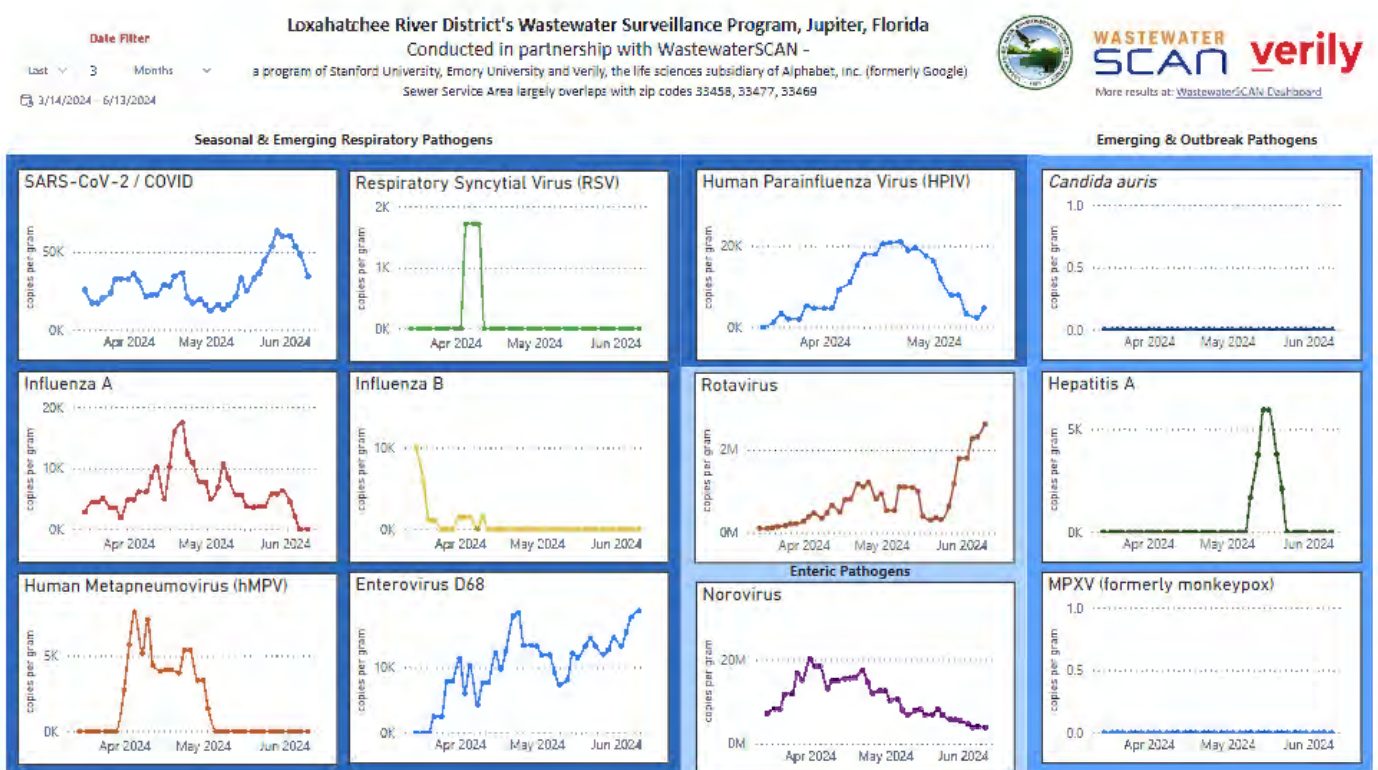 Loxahatchee River District's Wastewater Surveillance Program, Jupiter, Florida
Conducted in partnership with WastewaterSCAN -
a program of Stanford University, Emory University and Verily, the life sciences subsidiary of Alphabet, Inc. (formerly Google)
Sewer Service Area largely overlaps with zip codes 33458, 33477, 33469
Date Filter
Last 3 Months
3/14/2024 - 6/13/2024
WASTEWATER
SCAN
verily
More results at: WastewaterSCAN Dashboard
Seasonal & Emerging Respiratory Pathogens
Emerging & Outbreak Pathogens
SARS-CoV-2 / COVID
copies per gram
50K
0K
Apr 2024 May 2024 Jun 2024
Respiratory Syncytial Virus (RSV)
copies per gram
2K
1K
0K
Apr 2024 May 2024 Jun 2024
Human Parainfluenza Virus (HPIV)
copies per gram
20K
0K
Apr 2024 May 2024
Candida auris
copies per gram
1.0
0.5
0.0
Apr 2024 May 2024 Jun 2024
Influenza A
copies per gram
20K
10K
0K
Apr 2024 May 2024 Jun 2024
Influenza B
copies per gram
10K
0K
Apr 2024 May 2024 Jun 2024
Rotavirus
copies per gram
2M
0M
Apr 2024 May 2024 Jun 2024
Hepatitis A
copies per gram
5K
0K
Apr 2024 May 2024 Jun 2024
Enteric Pathogens
Human Metapneumovirus (hMPV)
copies per gram
5K
0K
Apr 2024 May 2024 Jun 2024
Enterovirus D68
copies per gram
10K
0K
Apr 2024 May 2024 Jun 2024
Norovirus
copies per gram
20M
0M
Apr 2024 May 2024 Jun 2024
MPXV (formerly monkeypox)
copies per gram
1.0
0.5
0.0
Apr 2024 May 2024 Jun 2024